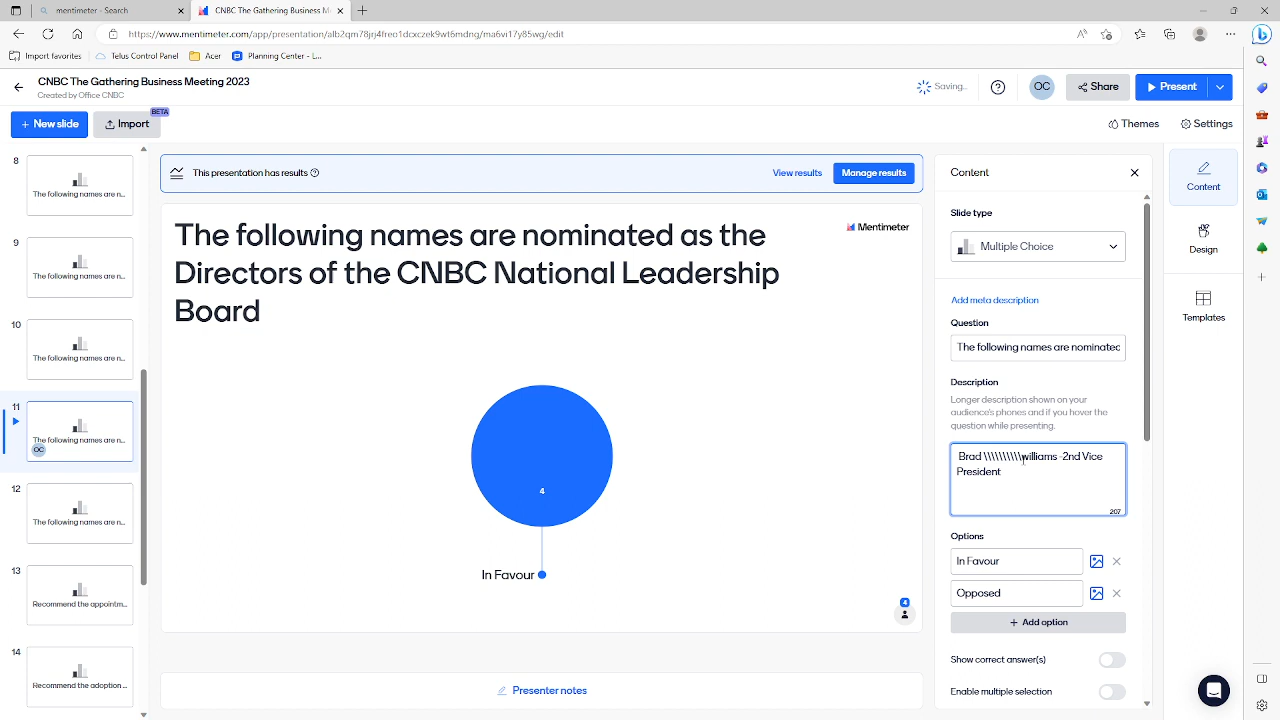 mentimeter - Search
CNBC The Gathering Business M
https://www.mentimeter.com/app/presentation/alb2qm78jrj4freo1dcxczek9wt6mdng/ma6vi17y85wg/edit
Import favorites
Telus Control Panel
Acer
Planning Center - L...
CNBC The Gathering Business Meeting 2023
Created by Office CNBC
Saving..
OC
Share
Present
+ New slide
Import
BETA
Themes
Settings
8
The following names are n...
9
The following names are n...
10
The following names are n...
11
The following names are n...
OC
12
The following names are n...
13
Recommend the appointm...
14
Recommend the adoption ...
This presentation has results
View results
Manage results
The following names are nominated as the
Directors of the CNBC National Leadership
Board
Mentimeter
4
In Favour
4
Presenter notes
Content
Slide type
Multiple Choice
Add meta description
Question
The following names are nominated
Description
Longer description shown on your
audience's phones and if you hover the
question while presenting.
Brad \\\\\\\\\williams -2nd Vice
President
207
Options
In Favour
Opposed
+ Add option
Show correct answer(s)
Enable multiple selection
Content
Design
Templates